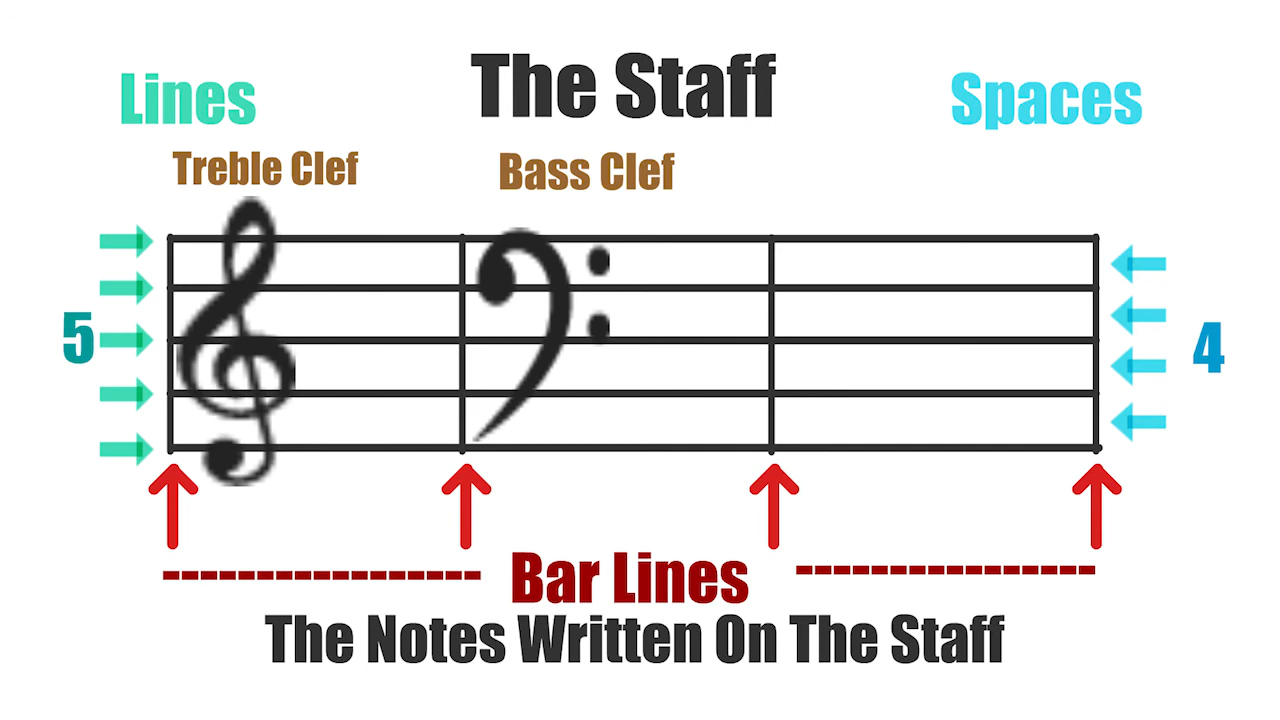 The Staff
Lines
Spaces
Treble Clef
Bass Clef
5
4
Bar Lines
The Notes Written On The Staff